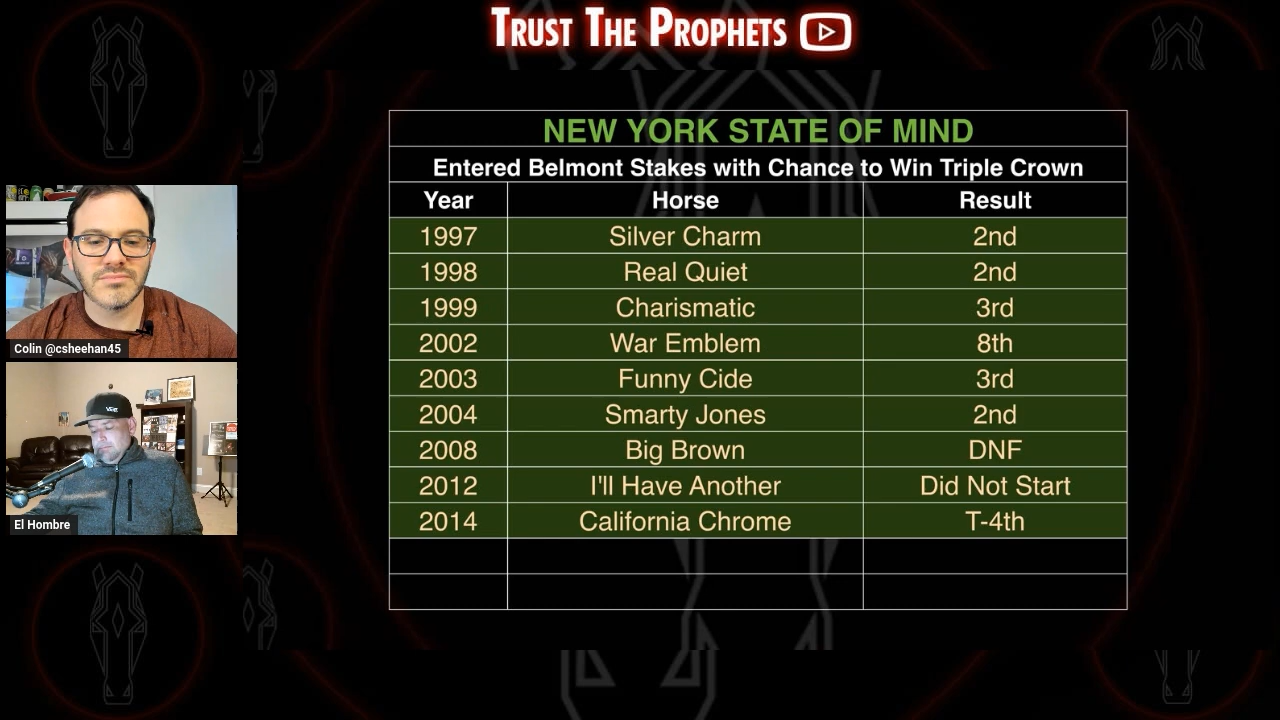 TRUST THE PROPHETS
NEW YORK STATE OF MIND
Entered Belmont Stakes with Chance to Win Triple Crown
Year Horse Result
1997 Silver Charm 2nd
1998 Real Quiet 2nd
1999 Charismatic 3rd
2002 War Emblem 8th
2003 Funny Cide 3rd
2004 Smarty Jones 2nd
2008 Big Brown DNF
2012 I'll Have Another Did Not Start
2014 California Chrome T-4th
Colin @csheehan45
El Hombre